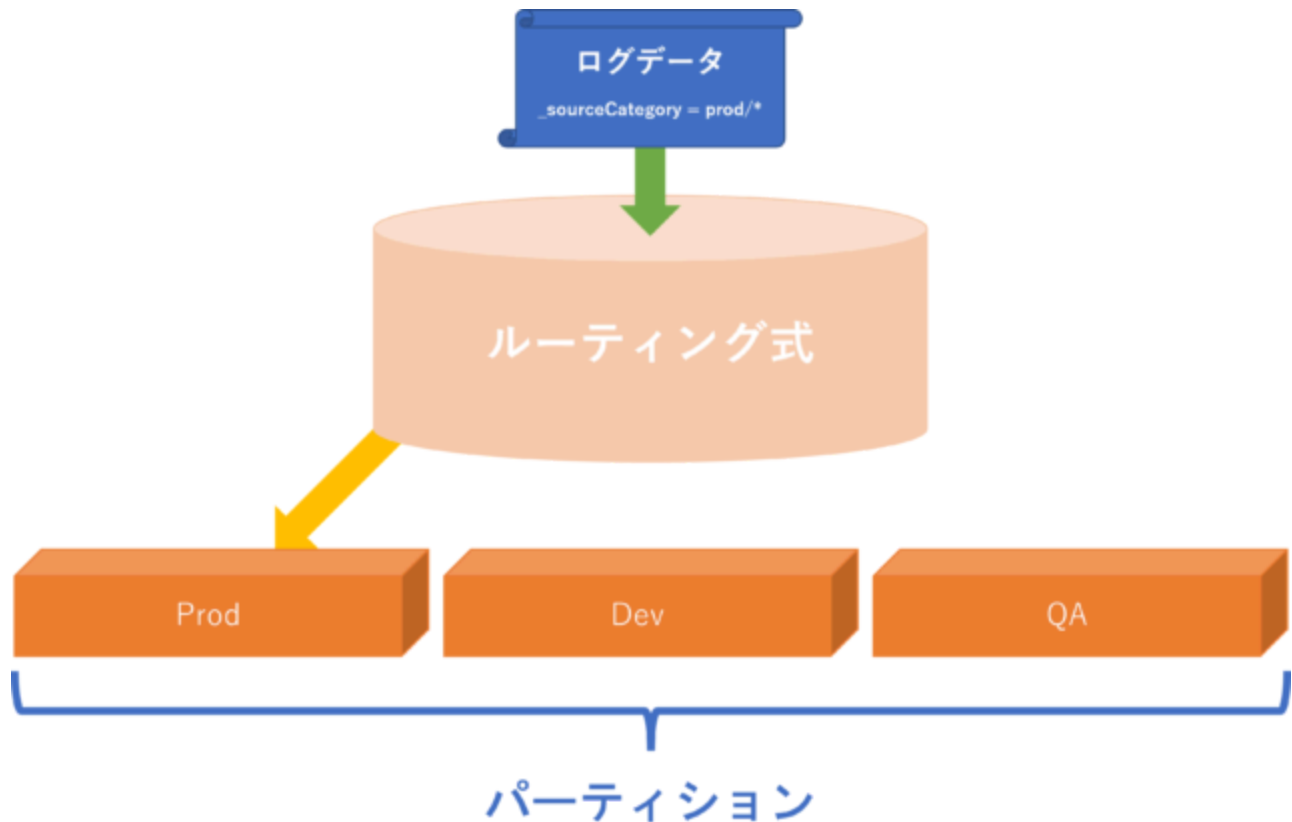 ログデータ
_sourceCategory = prod/*
ルーティング式
Prod
Dev
QA
パーティション